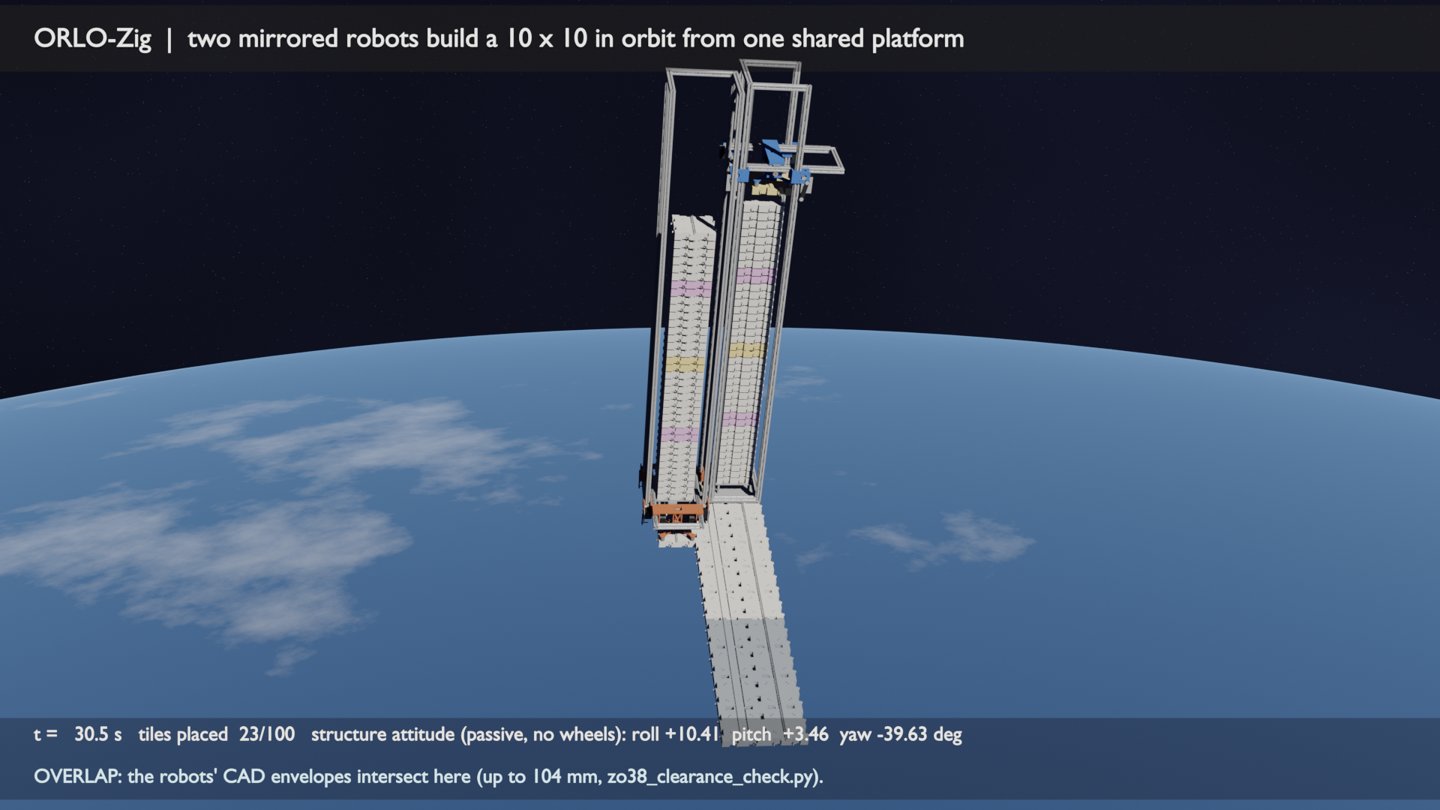 ORLO-Zig | two mirrored robots build a 10 x 10 in orbit from one shared platform
t = 30.5 s tiles placed 23/100 structure attitude (passive, no wheels): roll +10.41 pitch +3.46 yaw -39.63 deg
OVERLAP: the robots' CAD envelopes intersect here (up to 104 mm, zo38_clearance_check.py).